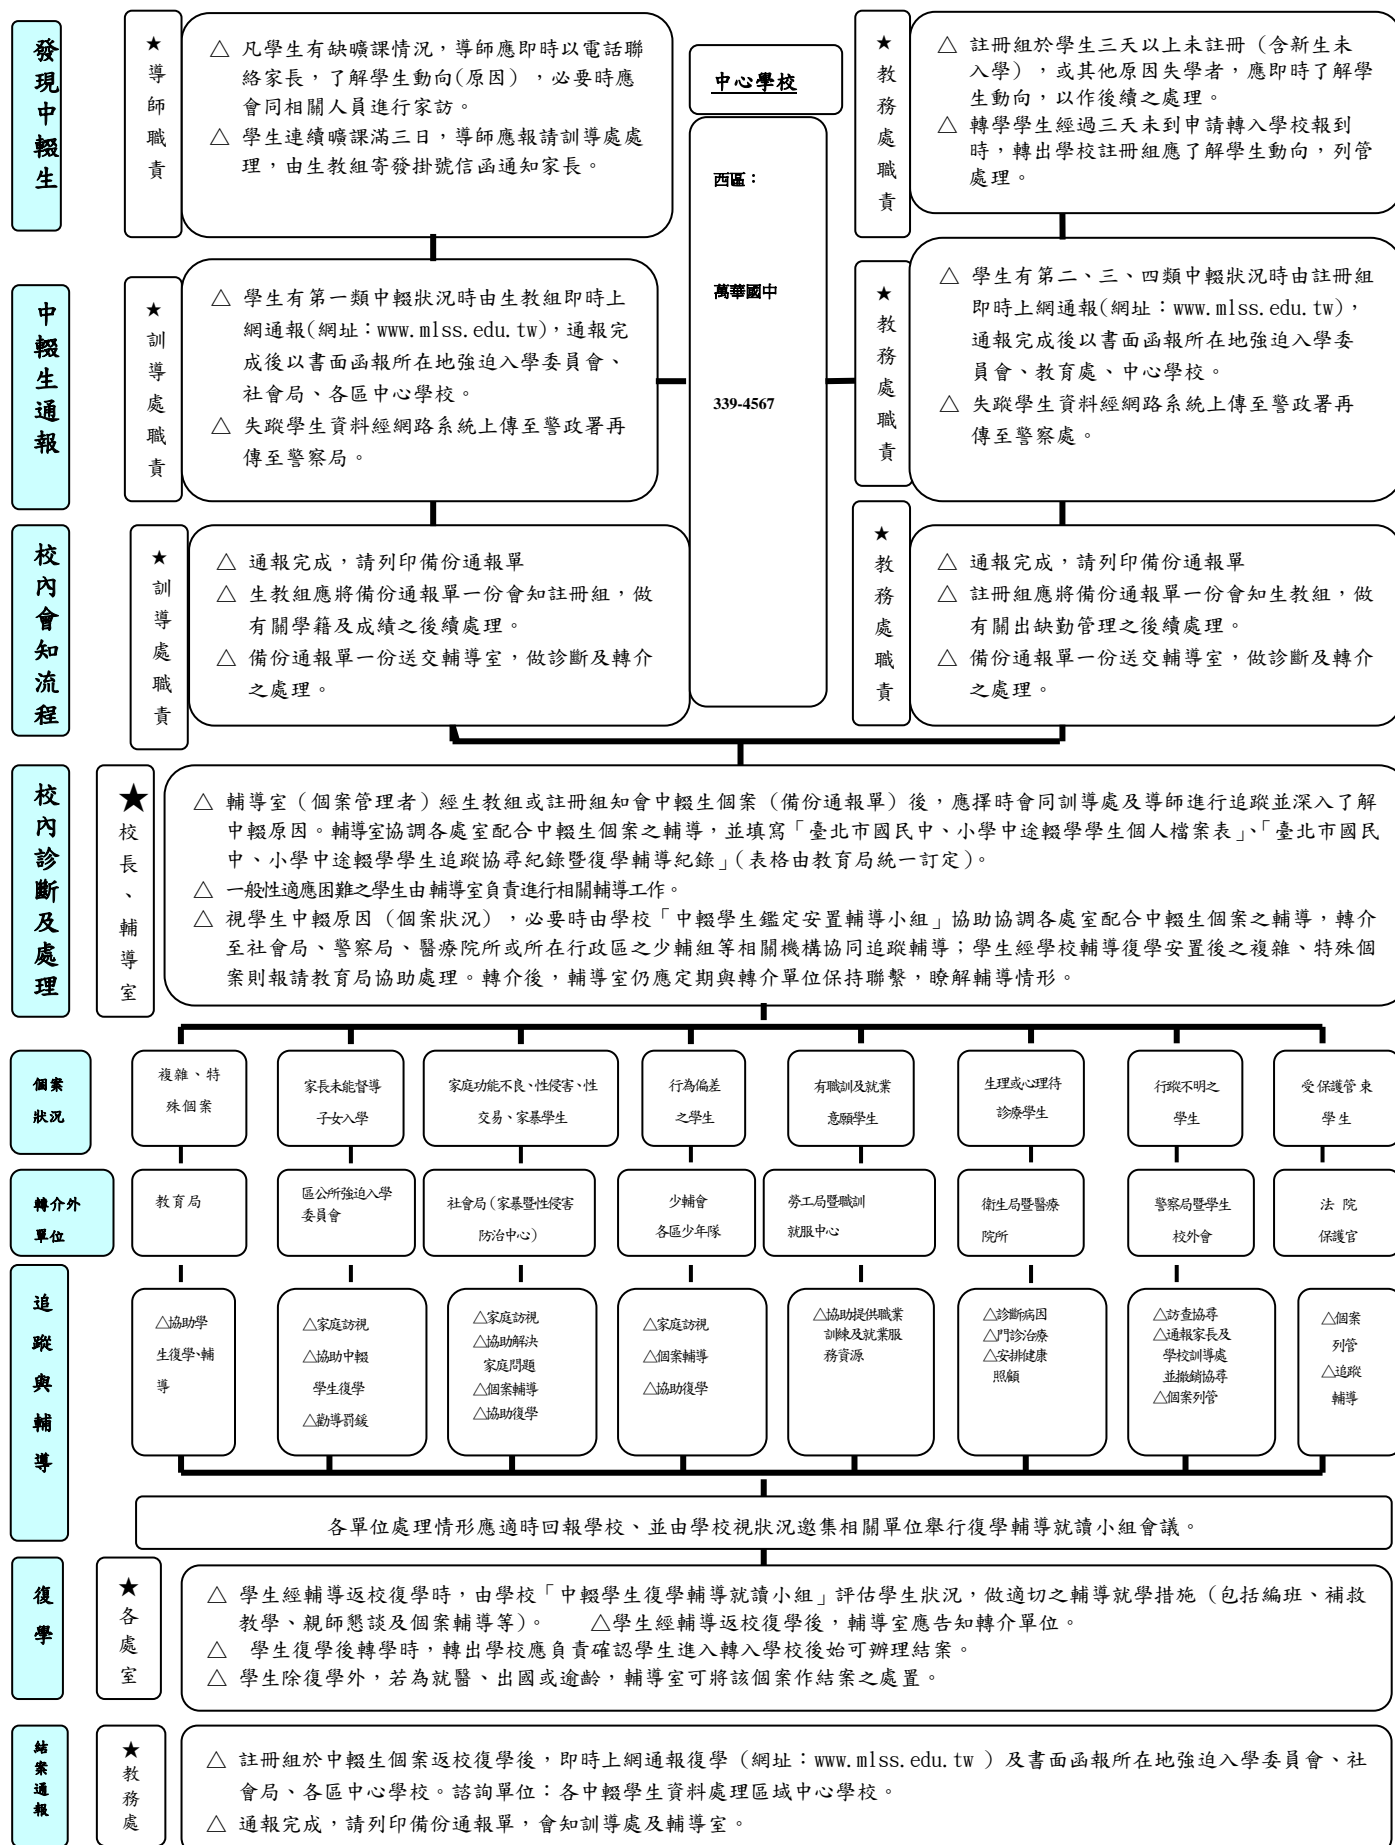 發現中輟生
★導師職責
△ 凡學生有缺曠課情況，導師應即時以電話聯
絡家長，了解學生動向(原因)，必要時應
會同相關人員進行家訪。
△ 學生連續曠課滿三日，導師應報請訓導處處
理，由生教組寄發掛號信函通知家長。
中心學校
西區：
萬華國中
339-4567
★教務處職責
△ 註冊組於學生三天以上未註冊（含新生未
入學），或其他原因失學者，應即時了解學
生動向，以作後續之處理。
△ 轉學學生經過三天未到申請轉入學校報到
時，轉出學校註冊組應了解學生動向，列管
處理。
中輟生通報
★訓導處職責
△ 學生有第一類中輟狀況時由生教組即時上
網通報(網址：www.mlss.edu.tw)，通報完
成後以書面函報所在地強迫入學委員會、
社會局、各區中心學校。
△ 失蹤學生資料經網路系統上傳至警政署再
傳至警察局。
★教務處職責
△ 學生有第二、三、四類中輟狀況時由註冊組
即時上網通報(網址：www.mlss.edu.tw)，
通報完成後以書面函報所在地強迫入學委
員會、教育處、中心學校。
△ 失蹤學生資料經網路系統上傳至警政署再
傳至警察處。
校內會知流程
★訓導處職責
△ 通報完成，請列印備份通報單
△ 生教組應將備份通報單一份會知註冊組，做
有關學籍及成績之後續處理。
△ 備份通報單一份送交輔導室，做診斷及轉介
之處理。
★教務處職責
△ 通報完成，請列印備份通報單
△ 註冊組應將備份通報單一份會知生教組，做
有關出缺勤管理之後續處理。
△ 備份通報單一份送交輔導室，做診斷及轉介
之處理。
校內診斷及處理
★校長、輔導室
△ 輔導室（個案管理者）經生教組或註冊組知會中輟生個案（備份通報單）後，應擇時會同訓導處及導師進行追蹤並深入了解
中輟原因。輔導室協調各處室配合中輟生個案之輔導，並填寫「臺北市國民中、小學中途輟學學生個人檔案表」、「臺北市國民
中、小學中途輟學學生追蹤協尋紀錄暨復學輔導紀錄」（表格由教育局統一訂定）。
△ 一般性適應困難之學生由輔導室負責進行相關輔導工作。
△ 視學生中輟原因（個案狀況），必要時由學校「中輟學生鑑定安置輔導小組」協助協調各處室配合中輟生個案之輔導，轉介
至社會局、警察局、醫療院所或所在行政區之少輔組等相關機構協同追蹤輔導；學生經學校輔導復學安置後之複雜、特殊個
案則報請教育局協助處理。轉介後，輔導室仍應定期與轉介單位保持聯繫，瞭解輔導情形。
個案
狀況
複雜、特
殊個案
家長未能督導
子女入學
家庭功能不良、性侵害、性
交易、家暴學生
行為偏差
之學生
有職訓及就業
意願學生
生理或心理待
診療學生
行蹤不明之
學生
受保護管束
學生
轉介外
單位
教育局
區公所強迫入學
委員會
社會局（家暴暨性侵害
防治中心）
少輔會
各區少年隊
勞工局暨職訓
就服中心
衛生局暨醫療
院所
警察局暨學生
校外會
法 院
保護官
追蹤與輔導
△協助學
生復學、輔
導
△家庭訪視
△協助中輟
學生復學
△勸導罰鍰
△家庭訪視
△協助解決
家庭問題
△個案輔導
△協助復學
△家庭訪視
△個案輔導
△協助復學
△協助提供職業
訓練及就業服
務資源
△診斷病因
△門診治療
△安排健康
照顧
△訪查協尋
△通報家長及
學校訓導處
並撤銷協尋
△個案列管
△個案
列管
△追蹤
輔導
各單位處理情形應適時回報學校、並由學校視狀況邀集相關單位舉行復學輔導就讀小組會議。
復學
★各處室
△ 學生經輔導返校復學時，由學校「中輟學生復學輔導就讀小組」評估學生狀況，做適切之輔導就學措施（包括編班、補救
教學、親師懇談及個案輔導等）。 △學生經輔導返校復學後，輔導室應告知轉介單位。
△ 學生復學後轉學時，轉出學校應負責確認學生進入轉入學校後始可辦理結案。
△ 學生除復學外，若為就醫、出國或逾齡，輔導室可將該個案作結案之處置。
結案通報
★教務處
△ 註冊組於中輟生個案返校復學後，即時上網通報復學（網址：www.mlss.edu.tw ）及書面函報所在地強迫入學委員會、社
會局、各區中心學校。諮詢單位：各中輟學生資料處理區域中心學校。
△ 通報完成，請列印備份通報單，會知訓導處及輔導室。